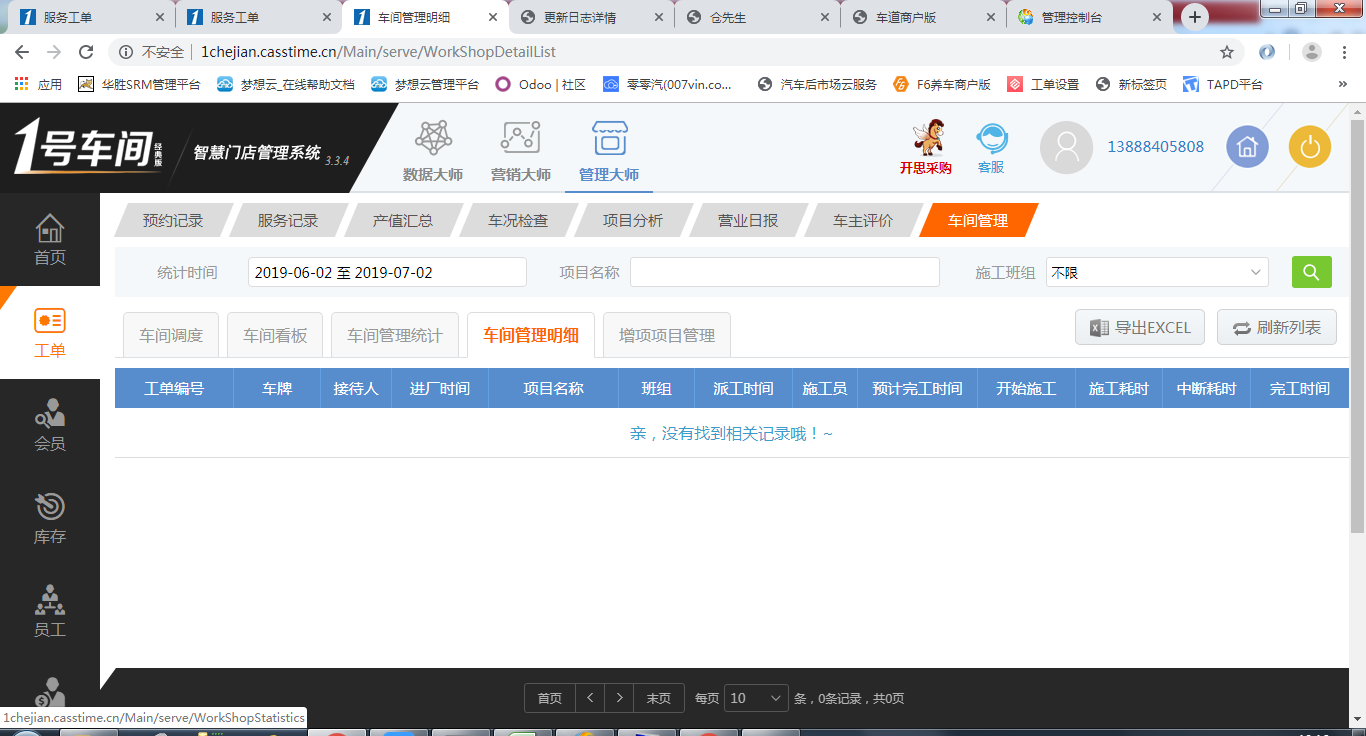 服务工单 服务工单 车间管理明细 更新日志详情 仓先生 车道商户版 管理控制台
不安全 1chejian.casstime.cn/Main/serve/WorkShopDetailList
应用 华胜SRM管理平台 梦想云_在线帮助文档 梦想云管理平台 Odoo | 社区 零零汽(007vin.co... 汽车后市场云服务 F6养车商户版 工单设置 新标签页 TAPD平台 »
1号车间 经典版 智慧门店管理系统 3.3.4
数据大师 营销大师 管理大师 开思采购 客服 13888405808
首页
工单
会员
库存
员工
预约记录 服务记录 产值汇总 车况检查 项目分析 营业日报 车主评价 车间管理
统计时间 2019-06-02 至 2019-07-02 项目名称 施工班组 不限
车间调度 车间看板 车间管理统计 车间管理明细 增项项目管理 导出EXCEL 刷新列表
工单编号 车牌 接待人 进厂时间 项目名称 班组 派工时间 施工员 预计完工时间 开始施工 施工耗时 中断耗时 完工时间
亲，没有找到相关记录哦！~
首页 < > 末页 每页 10 条，0条记录，共0页
1chejian.casstime.cn/Main/serve/WorkShopStatistics